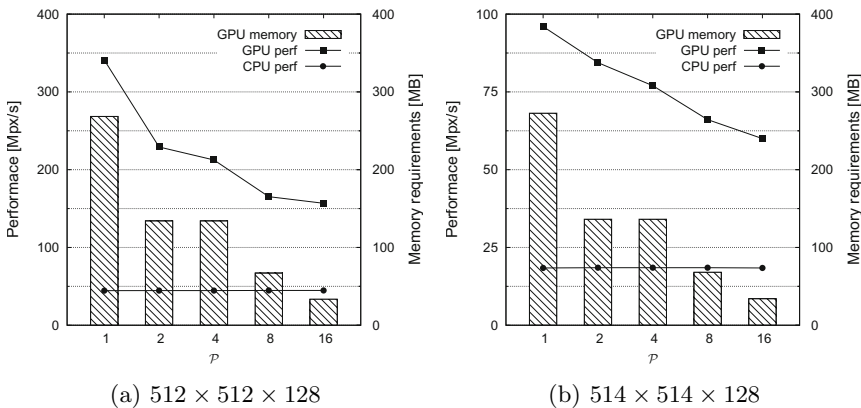 400
300
200
100
0
Performace [Mpx/s]
GPU memory
GPU perf
CPU perf
400
300
200
100
0
Memory requirements [MB]
1 2 4 8 16
𝒫
(a) 512 × 512 × 128
100
75
50
25
0
Performace [Mpx/s]
GPU memory
GPU perf
CPU perf
400
300
200
100
0
Memory requirements [MB]
1 2 4 8 16
𝒫
(b) 514 × 514 × 128